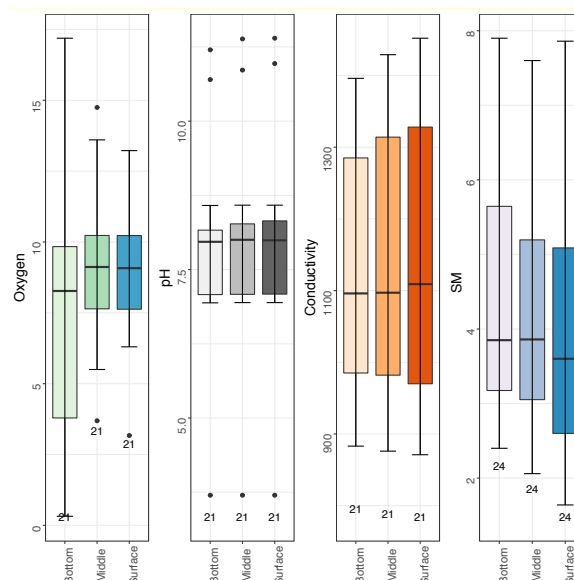 Oxygen
15
10
5
0
21
21
21
Bottom
Middle
Surface
pH
10.0
7.5
5.0
21
21
21
Bottom
Middle
Surface
Conductivity
1300
1100
900
21
21
21
Bottom
Middle
Surface
SM
8
6
4
2
24
24
24
Bottom
Middle
Surface